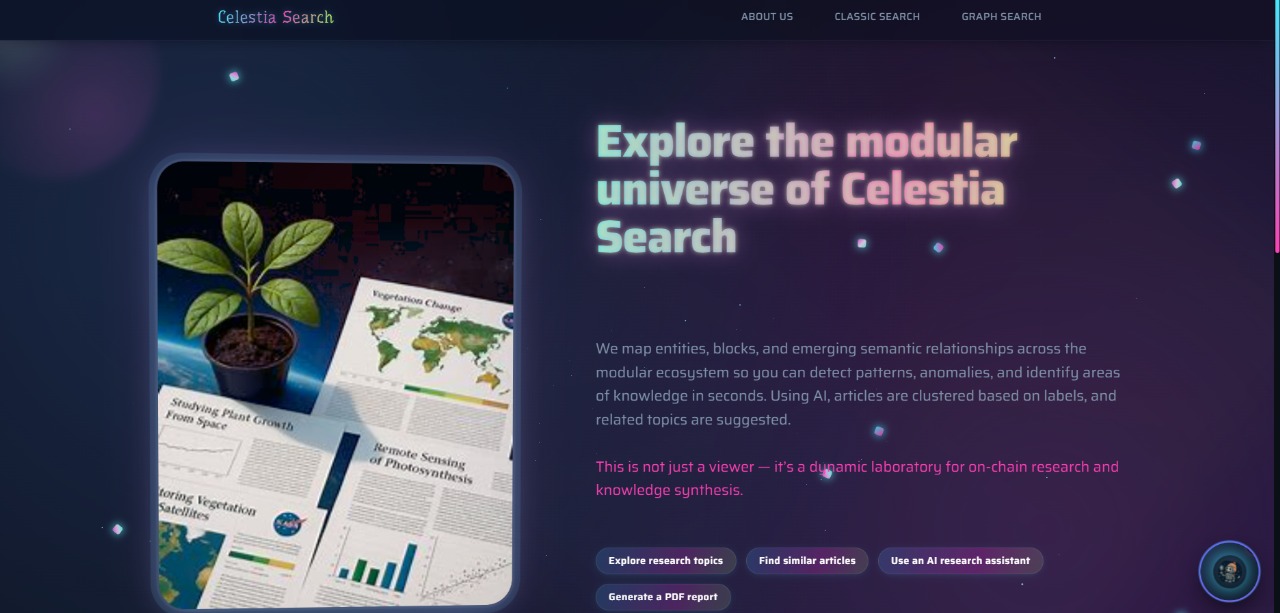 Celestia Search
ABOUT US
CLASSIC SEARCH
GRAPH SEARCH
Explore the modular
universe of Celestia
Search
Vegetation Change
Studying Plant Growth
From Space
Remote Sensing
of Photosynthesis
toring Vegetation
Satellites
NASA
We map entities, blocks, and emerging semantic relationships across the
modular ecosystem so you can detect patterns, anomalies, and identify areas
of knowledge in seconds. Using AI, articles are clustered based on labels, and
related topics are suggested.
This is not just a viewer — it's a dynamic laboratory for on-chain research and
knowledge synthesis.
Explore research topics
Find similar articles
Use an AI research assistant
Generate a PDF report